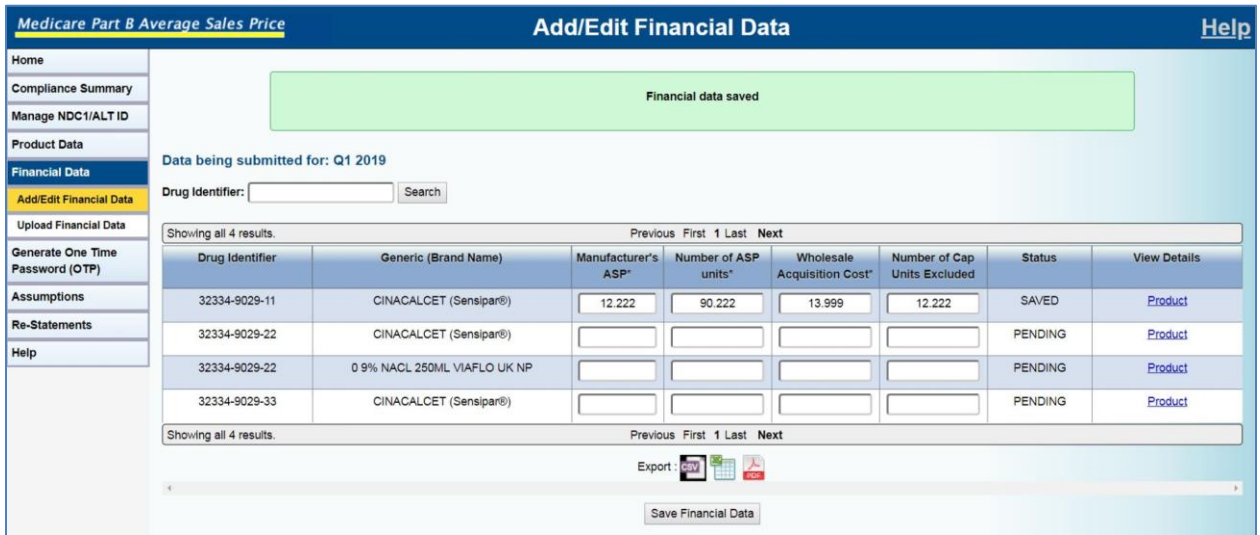 Medicare Part B Average Sales Price
Add/Edit Financial Data
Help
Home
Compliance Summary
Manage NDC1/ALT ID
Product Data
Financial Data
Add/Edit Financial Data
Upload Financial Data
Generate One Time
Password (OTP)
Assumptions
Re-Statements
Help
Financial data saved
Data being submitted for: Q1 2019
Drug Identifier: Search
Showing all 4 results. Previous First 1 Last Next
Drug Identifier Generic (Brand Name) Manufacturer's ASP* Number of ASP units* Wholesale Acquisition Cost* Number of Cap Units Excluded Status View Details
32334-9029-11 CINACALCET (Sensipar®) 12.222 90.222 13.999 12.222 SAVED Product
32334-9029-22 CINACALCET (Sensipar®) PENDING Product
32334-9029-22 0 9% NACL 250ML VIAFLO UK NP PENDING Product
32334-9029-33 CINACALCET (Sensipar®) PENDING Product
Showing all 4 results. Previous First 1 Last Next
Export : CSV PDF
Save Financial Data